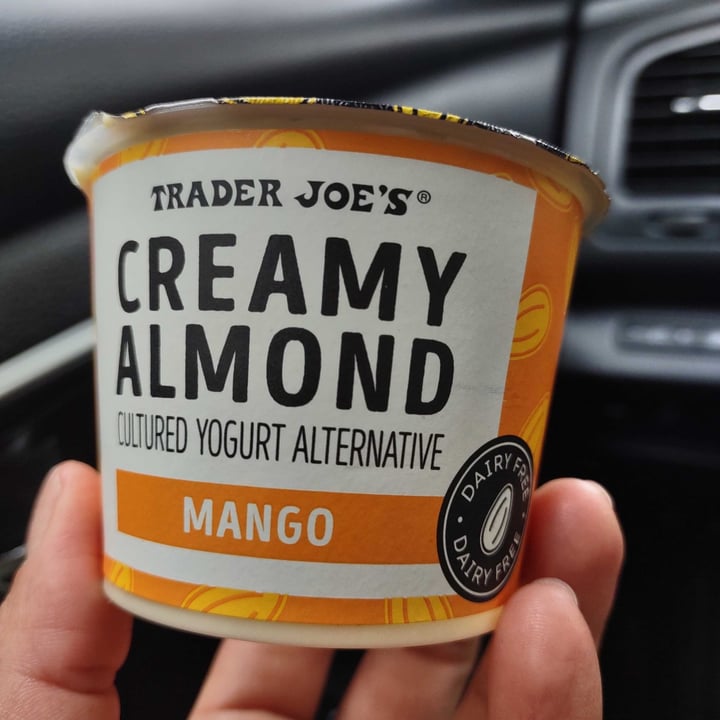 TRADER JOE'S®
CREAMY
ALMOND
CULTURED YOGURT ALTERNATIVE
MANGO
DAIRY FREE
DAIRY FREE